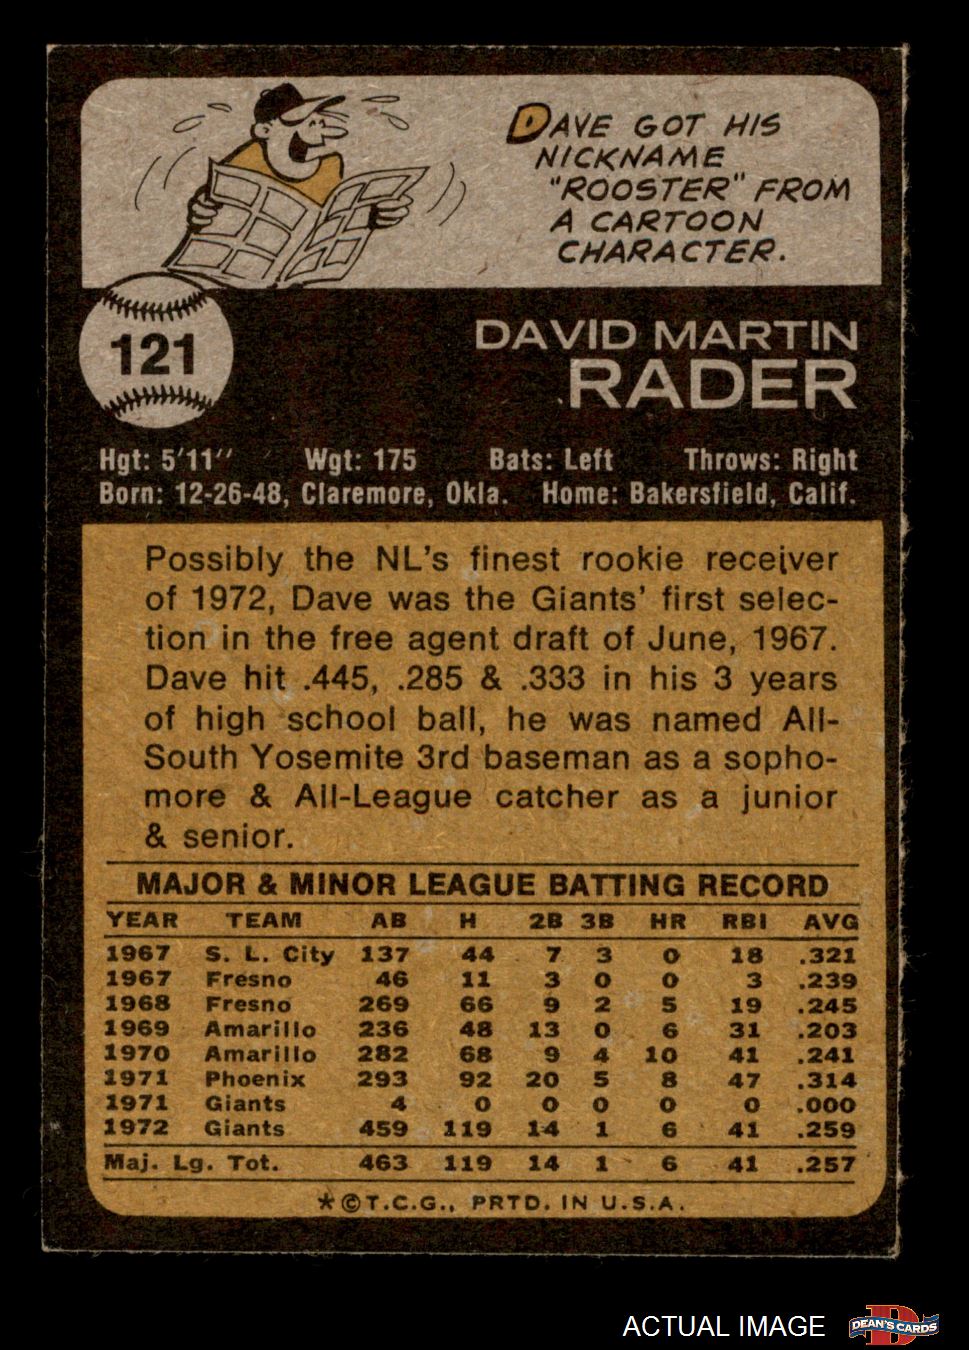 DAVE GOT HIS
NICKNAME
"ROOSTER" FROM
A CARTOON
CHARACTER.
121
DAVID MARTIN
RADER
Hgt: 5'11" Wgt: 175 Bats: Left Throws: Right
Born: 12-26-48, Claremore, Okla. Home: Bakersfield, Calif.
Possibly the NL's finest rookie receiver
of 1972, Dave was the Giants' first selec-
tion in the free agent draft of June, 1967.
Dave hit .445, .285 & .333 in his 3 years
of high school ball, he was named All-
South Yosemite 3rd baseman as a sopho-
more & All-League catcher as a junior
& senior.
MAJOR & MINOR LEAGUE BATTING RECORD
YEAR TEAM AB H 2B 3B HR RBI AVG
1967 S. L. City 137 44 7 3 0 18 .321
1967 Fresno 46 11 3 0 0 3 .239
1968 Fresno 269 66 9 2 5 19 .245
1969 Amarillo 236 48 13 0 6 31 .203
1970 Amarillo 282 68 9 4 10 41 .241
1971 Phoenix 293 92 20 5 8 47 .314
1971 Giants 4 0 0 0 0 0 .000
1972 Giants 459 119 14 1 6 41 .259
Maj. Lg. Tot. 463 119 14 1 6 41 .257
*©T.C.G., PRTD. IN U.S.A.
ACTUAL IMAGE
DEAN'S CARDS